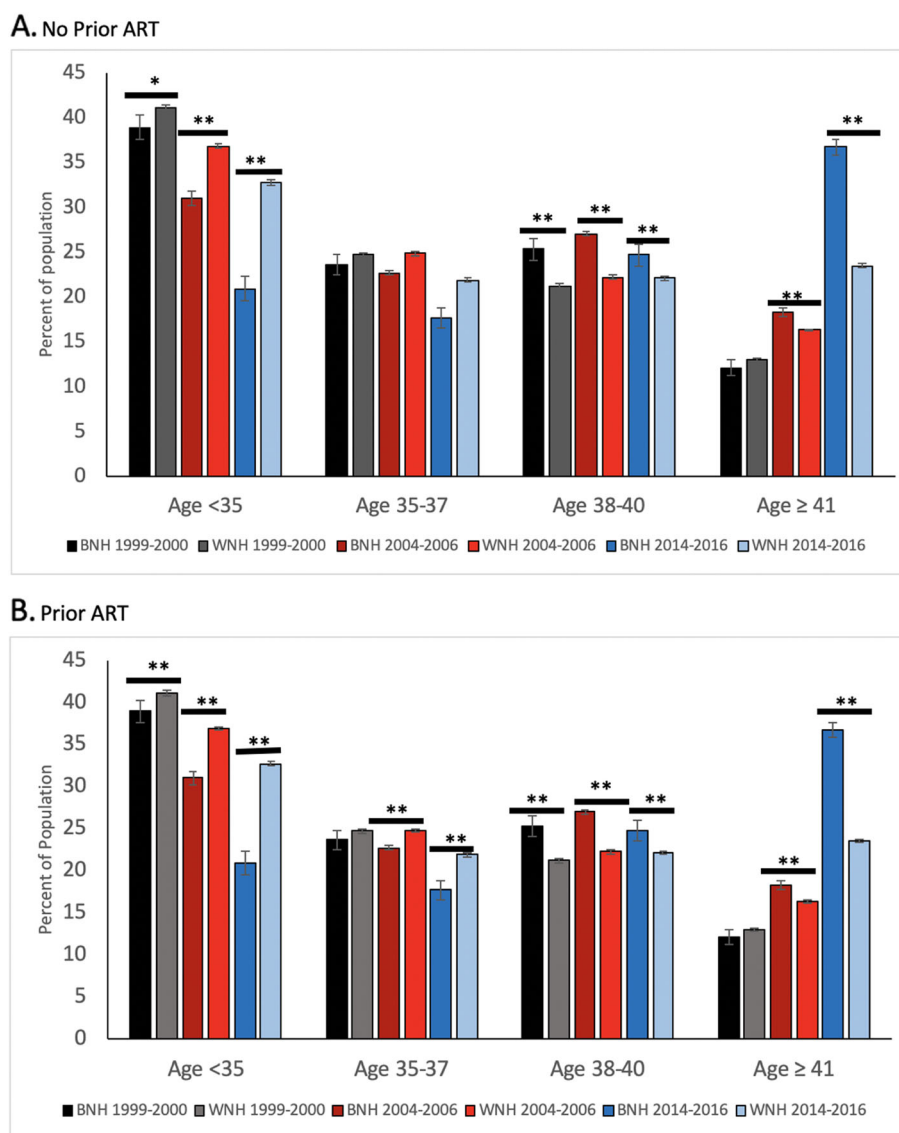 A. No Prior ART
45
40
35
30
25
20
15
10
5
0
Percent of population
*
**
**
**
**
**
**
**
Age <35
Age 35-37
Age 38-40
Age ≥ 41
BNH 1999-2000 WNH 1999-2000 BNH 2004-2006 WNH 2004-2006 BNH 2014-2016 WNH 2014-2016
B. Prior ART
45
40
35
30
25
20
15
10
5
0
Percent of Population
**
**
**
**
**
**
**
**
**
**
Age <35
Age 35-37
Age 38-40
Age ≥ 41
BNH 1999-2000 WNH 1999-2000 BNH 2004-2006 WNH 2004-2006 BNH 2014-2016 WNH 2014-2016